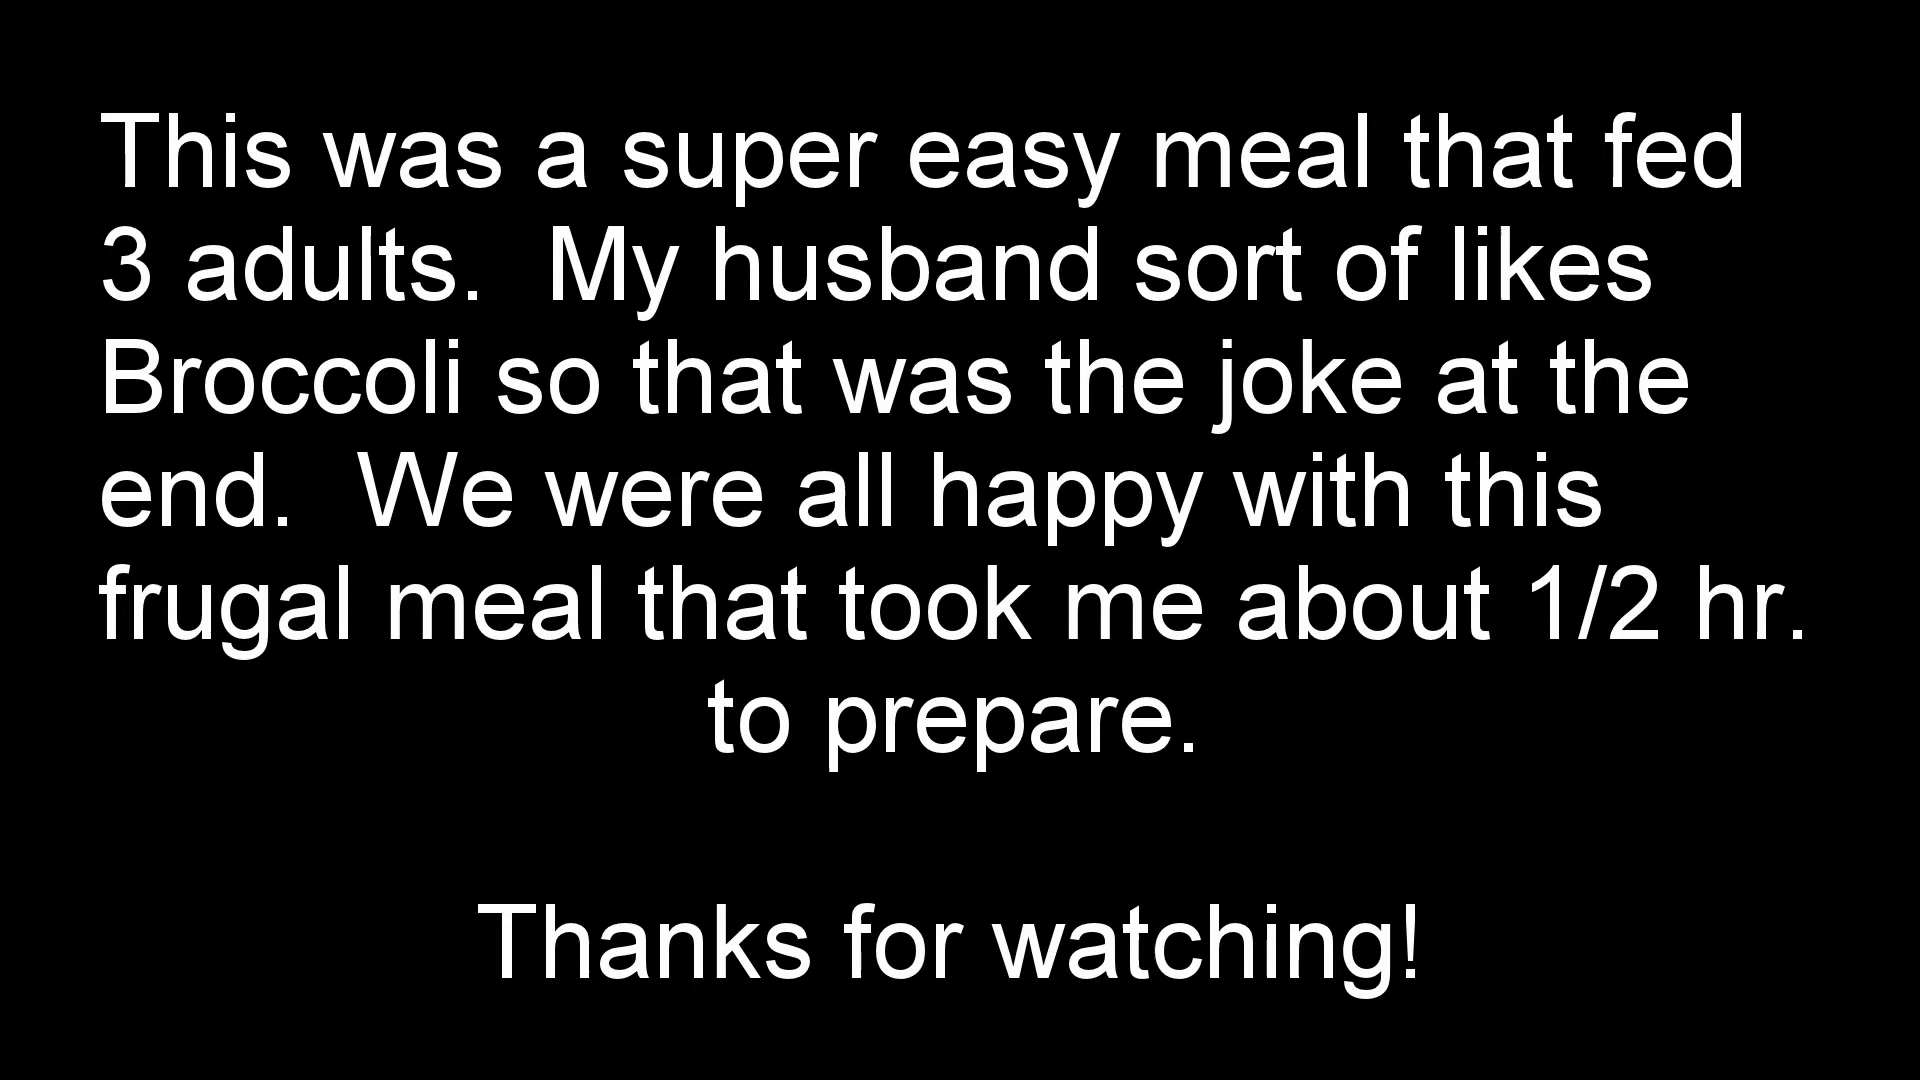 This was a super easy meal that fed
3 adults.  My husband sort of likes
Broccoli so that was the joke at the
end.  We were all happy with this
frugal meal that took me about 1/2 hr.
to prepare.
Thanks for watching!